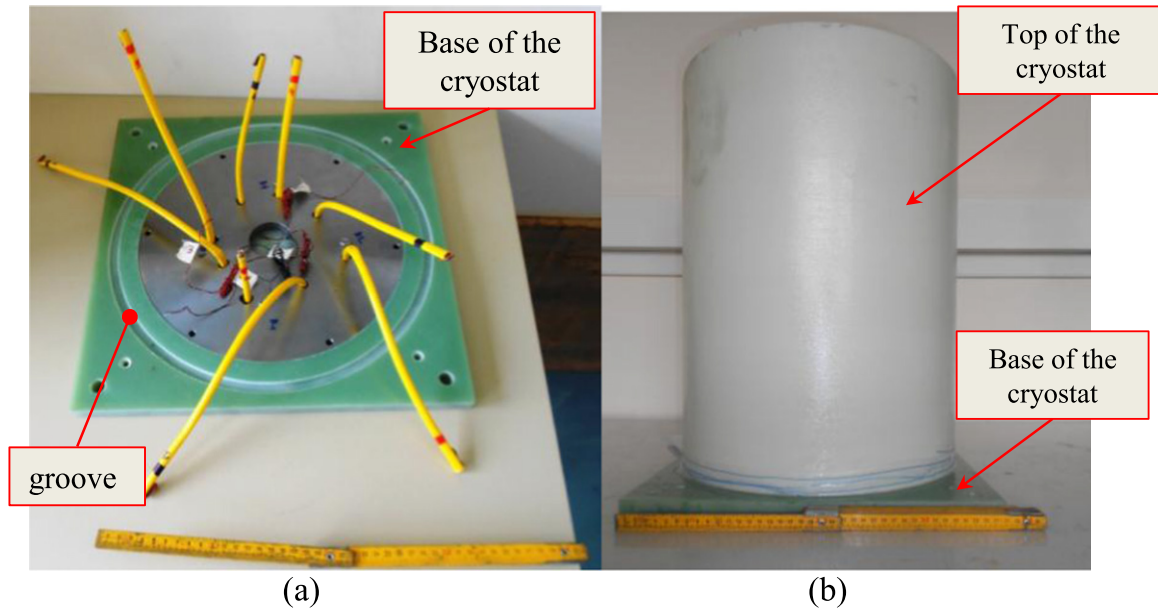 Base of the
cryostat
groove
Top of the
cryostat
Base of the
cryostat
(a)
(b)